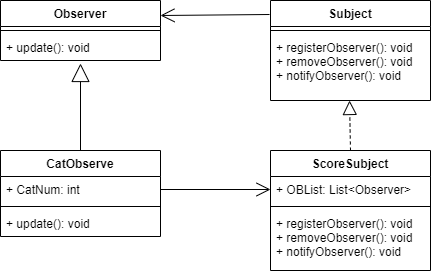 Observer
+ update(): void
Subject
+ registerObserver(): void
+ removeObserver(): void
+ notifyObserver(): void
CatObserve
+ CatNum: int
+ update(): void
ScoreSubject
+ OBList: List<Observer>
+ registerObserver(): void
+ removeObserver(): void
+ notifyObserver(): void